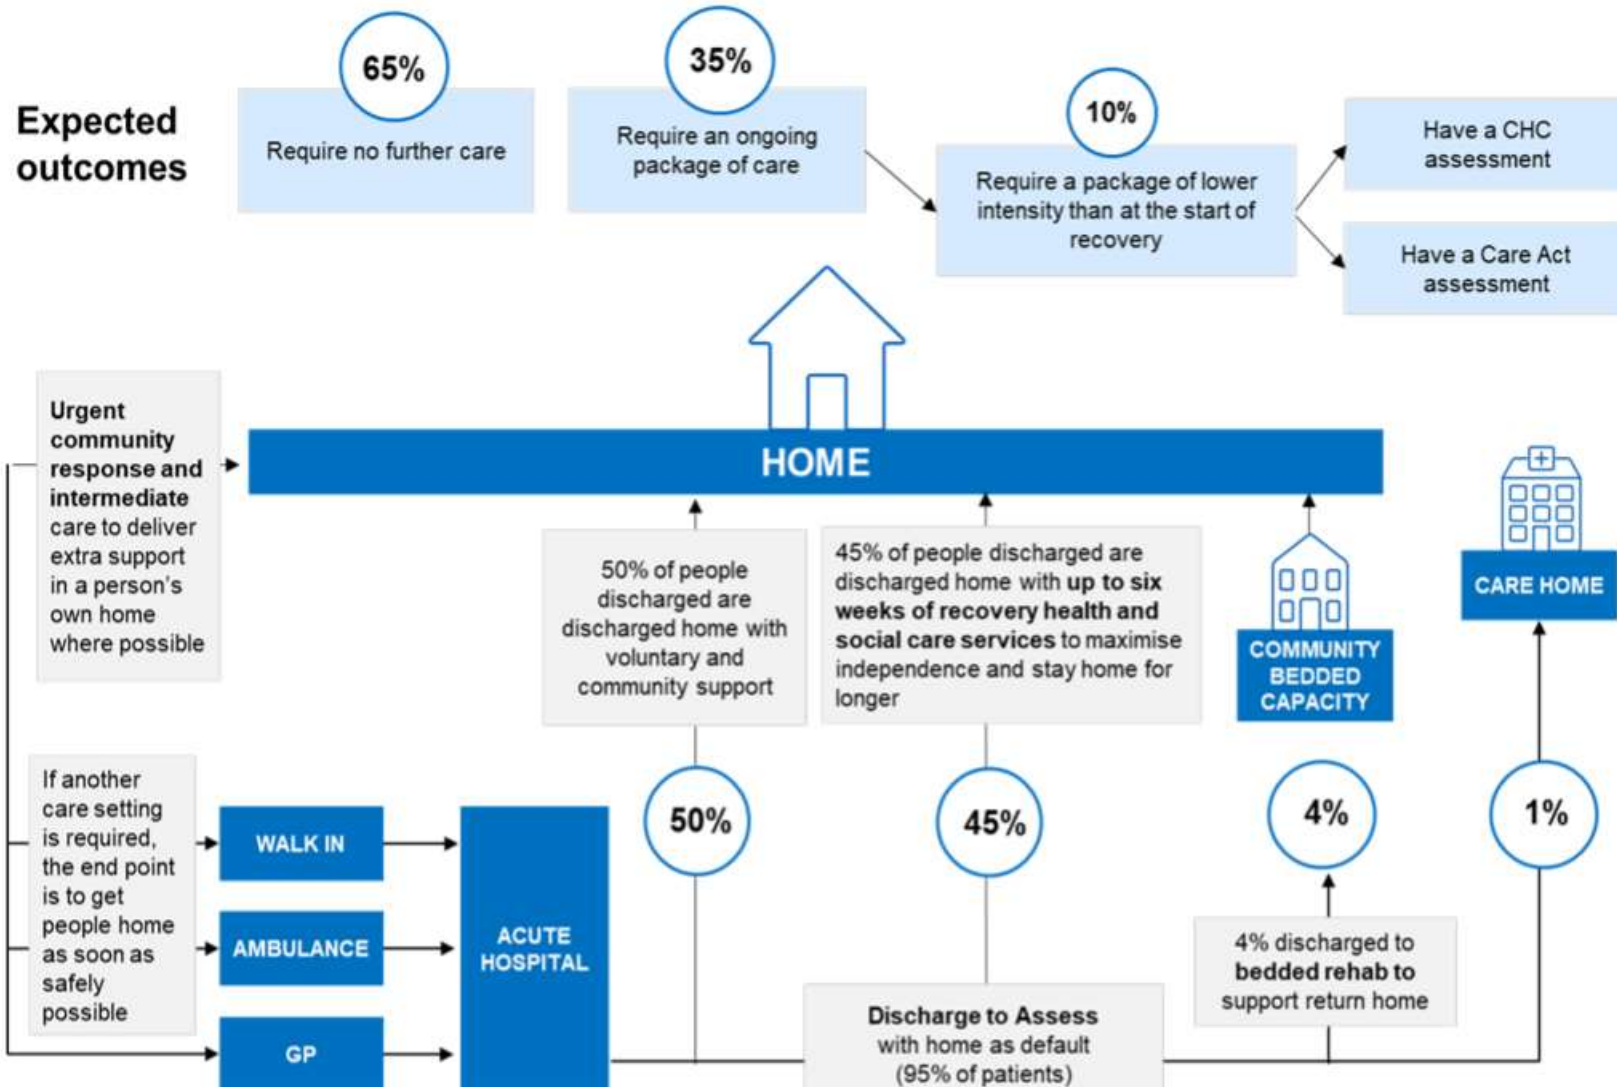 Expected
outcomes
65%
Require no further care
35%
Require an ongoing
package of care
10%
Require a package of lower
intensity than at the start of
recovery
Have a CHC
assessment
Have a Care Act
assessment
Urgent
community
response and
intermediate
care to deliver
extra support
in a person's
own home
where possible
HOME
50% of people
discharged are
discharged home with
voluntary and
community support
45% of people discharged are
discharged home with up to six
weeks of recovery health and
social care services to maximise
independence and stay home for
longer
COMMUNITY
BEDDED
CAPACITY
CARE HOME
If another
care setting
is required,
the end point
is to get
people home
as soon as
safely
possible
WALK IN
AMBULANCE
GP
ACUTE
HOSPITAL
50%
45%
4%
1%
Discharge to Assess
with home as default
(95% of patients)
4% discharged to
bedded rehab to
support return home